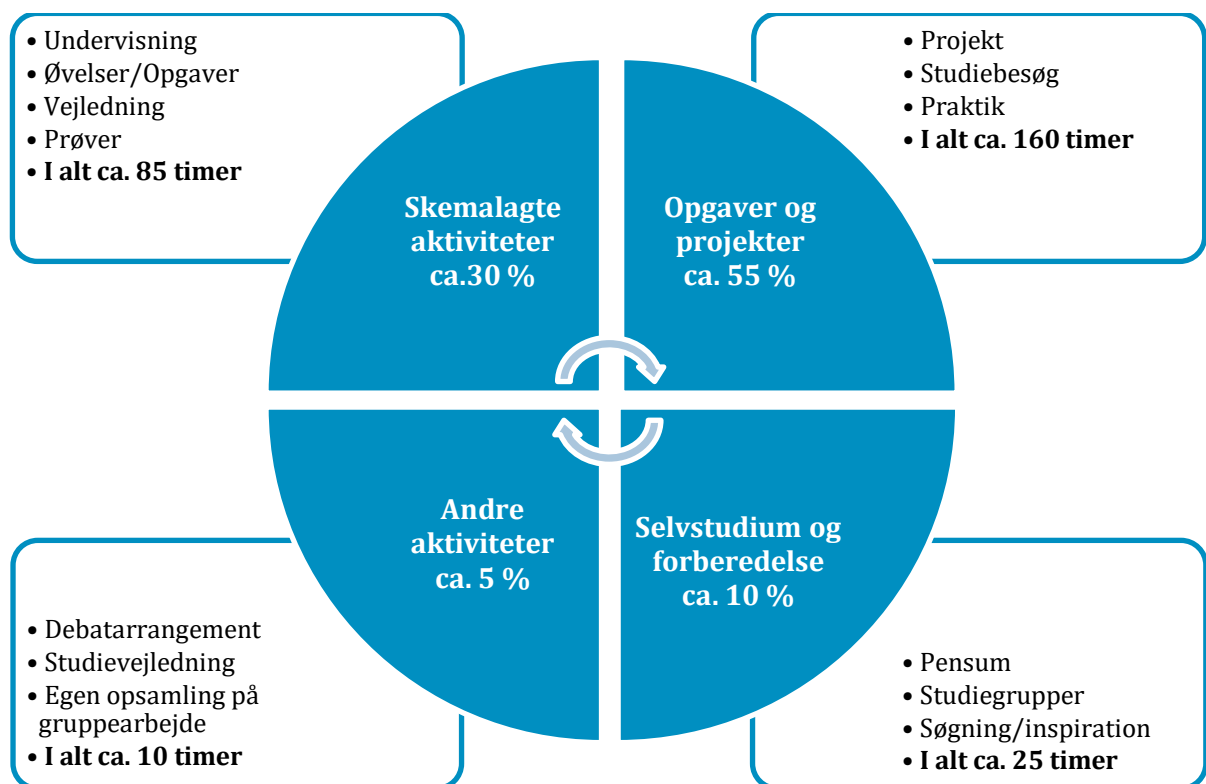 • Undervisning
• Øvelser/Opgaver
• Vejledning
• Prøver
• I alt ca. 85 timer
• Projekt
• Studiebesøg
• Praktik
• I alt ca. 160 timer
Skemalagte
aktiviteter
ca.30 %
Opgaver og
projekter
ca. 55 %
Andre
aktiviteter
ca. 5 %
Selvstudium og
forberedelse
ca. 10 %
• Debatarrangement
• Studievejledning
• Egen opsamling på
gruppearbejde
• I alt ca. 10 timer
• Pensum
• Studiegrupper
• Søgning/inspiration
• I alt ca. 25 timer